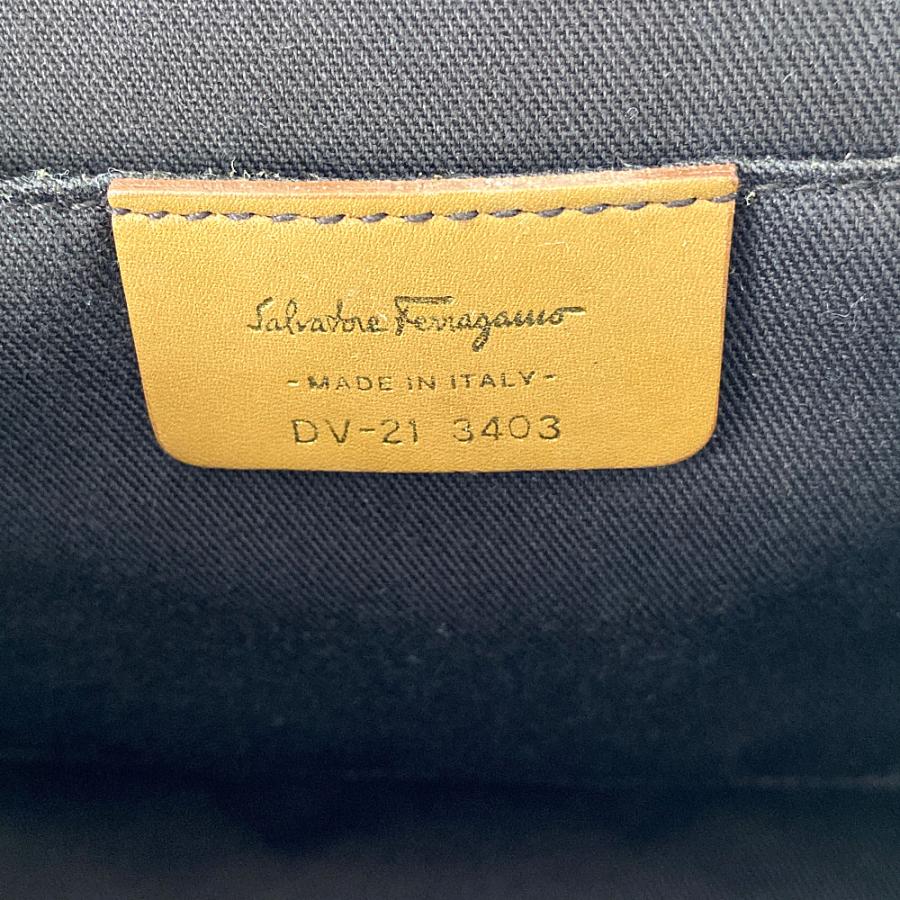 Salvatore Ferragamo
- MADE IN ITALY -
DV-21 3403